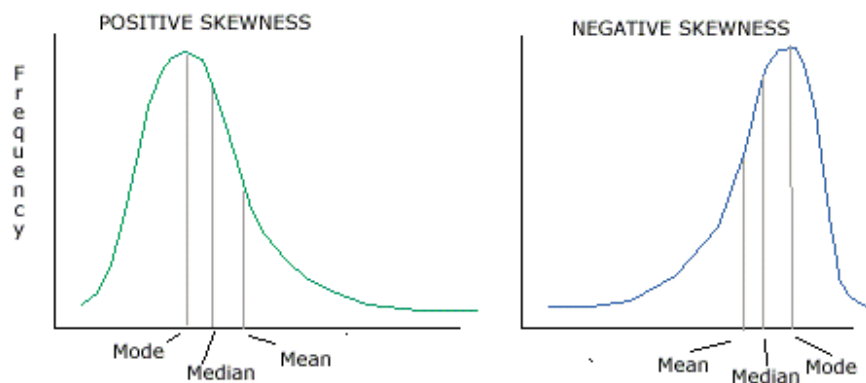 POSITIVE SKEWNESS
Frequency
Mode
Median
Mean
NEGATIVE SKEWNESS
Mean
Median
Mode